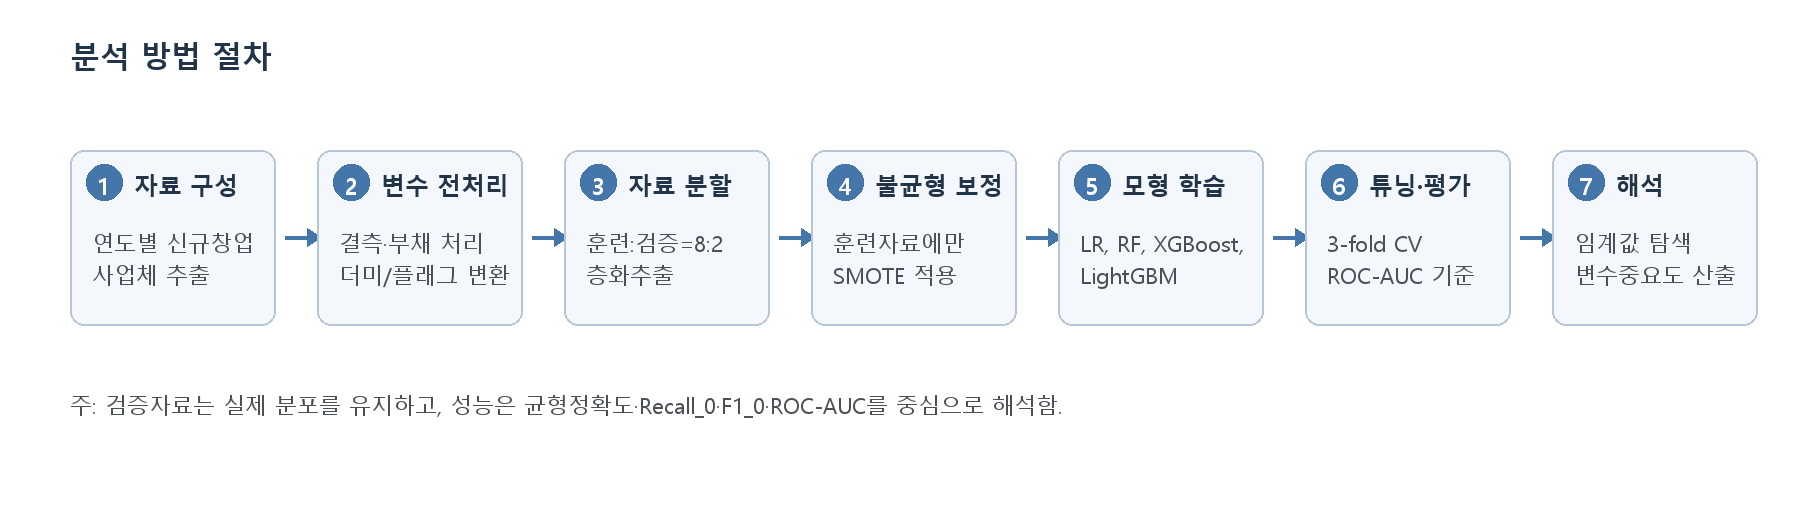 분석 방법 절차
1 자료 구성
연도별 신규창업
사업체 추출
2 변수 전처리
결측·부채 처리
더미/플래그 변환
3 자료 분할
훈련:검증=8:2
층화추출
4 불균형 보정
훈련자료에만
SMOTE 적용
5 모형 학습
LR, RF, XGBoost,
LightGBM
6 튜닝·평가
3-fold CV
ROC-AUC 기준
7 해석
임계값 탐색
변수중요도 산출
주: 검증자료는 실제 분포를 유지하고, 성능은 균형정확도·Recall_0·F1_0·ROC-AUC를 중심으로 해석함.